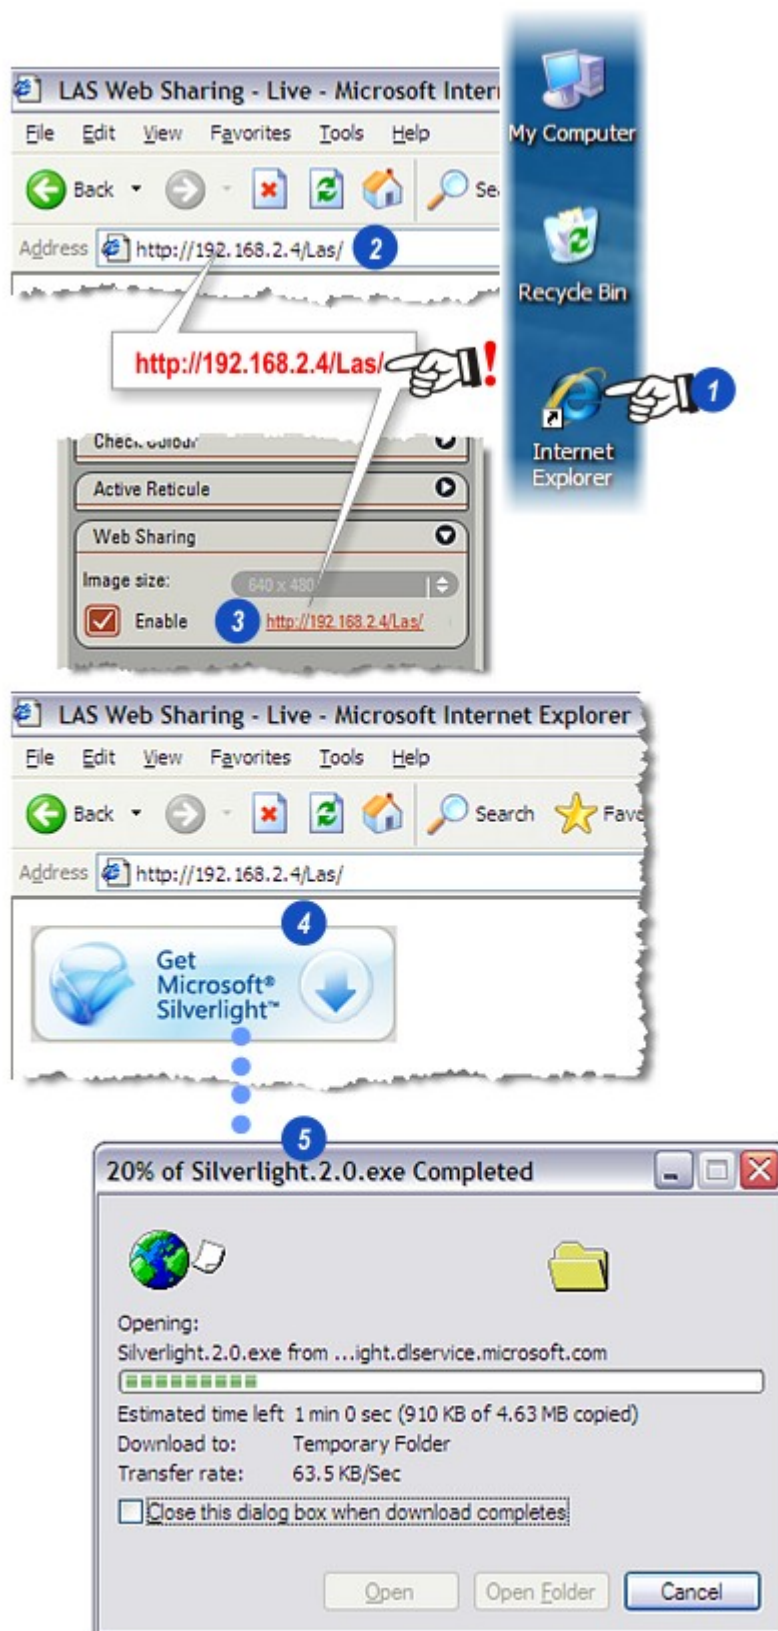 LAS Web Sharing - Live - Microsoft Intern
File Edit View Favorites Tools Help
Back Sea
Address http://192.168.2.4/Las/ 2
My Computer
Recycle Bin
1
Internet
Explorer
http://192.168.2.4/Las/ !
Check Colour
Active Reticule
Web Sharing
Image size: 640 x 480
Enable 3 http://192.168.2.4/Las/
LAS Web Sharing - Live - Microsoft Internet Explorer
File Edit View Favorites Tools Help
Back Search Favo
Address http://192.168.2.4/Las/
4
Get
Microsoft®
Silverlight™
5
20% of Silverlight.2.0.exe Completed
Opening:
Silverlight.2.0.exe from ...ight.dlservice.microsoft.com
Estimated time left 1 min 0 sec (910 KB of 4.63 MB copied)
Download to: Temporary Folder
Transfer rate: 63.5 KB/Sec
Close this dialog box when download completes
Open Open Folder Cancel